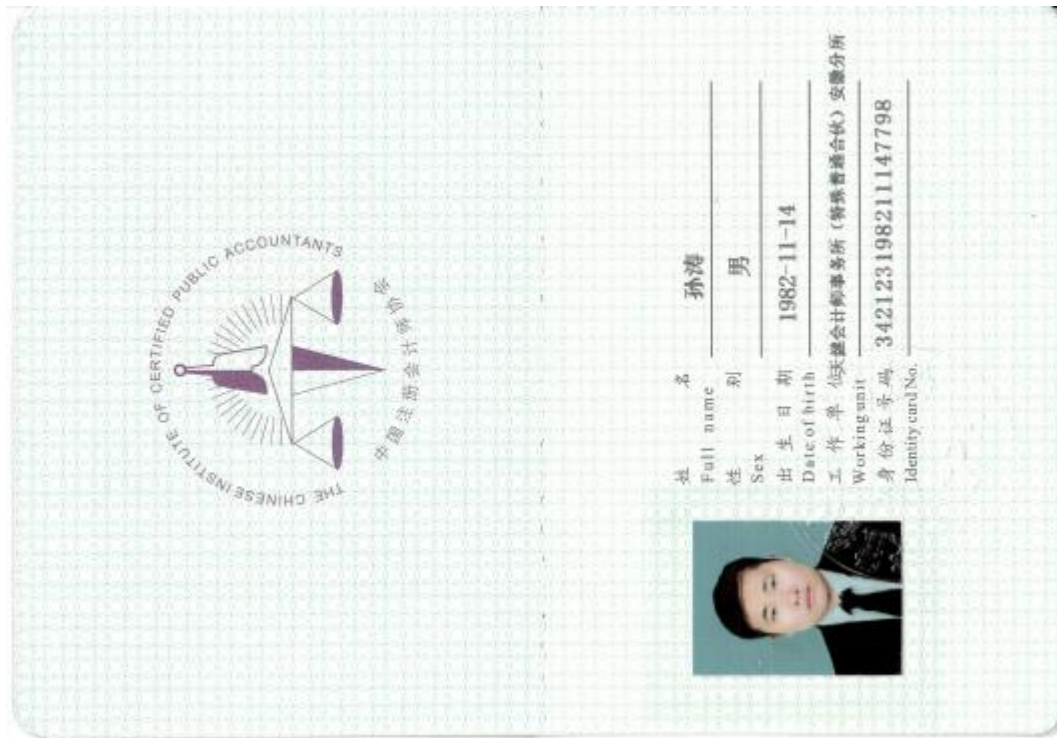 THE CHINESE INSTITUTE OF CERTIFIED PUBLIC ACCOUNTANTS
中国注册会计师协会
姓 名 孙涛
Full name
性 别 男
Sex
出 生 日 期 1982-11-14
Date of birth
工 作 单 位 天健会计师事务所(特殊普通合伙)安徽分所
Working unit
身份证号码 342123198211147798
Identity card No.